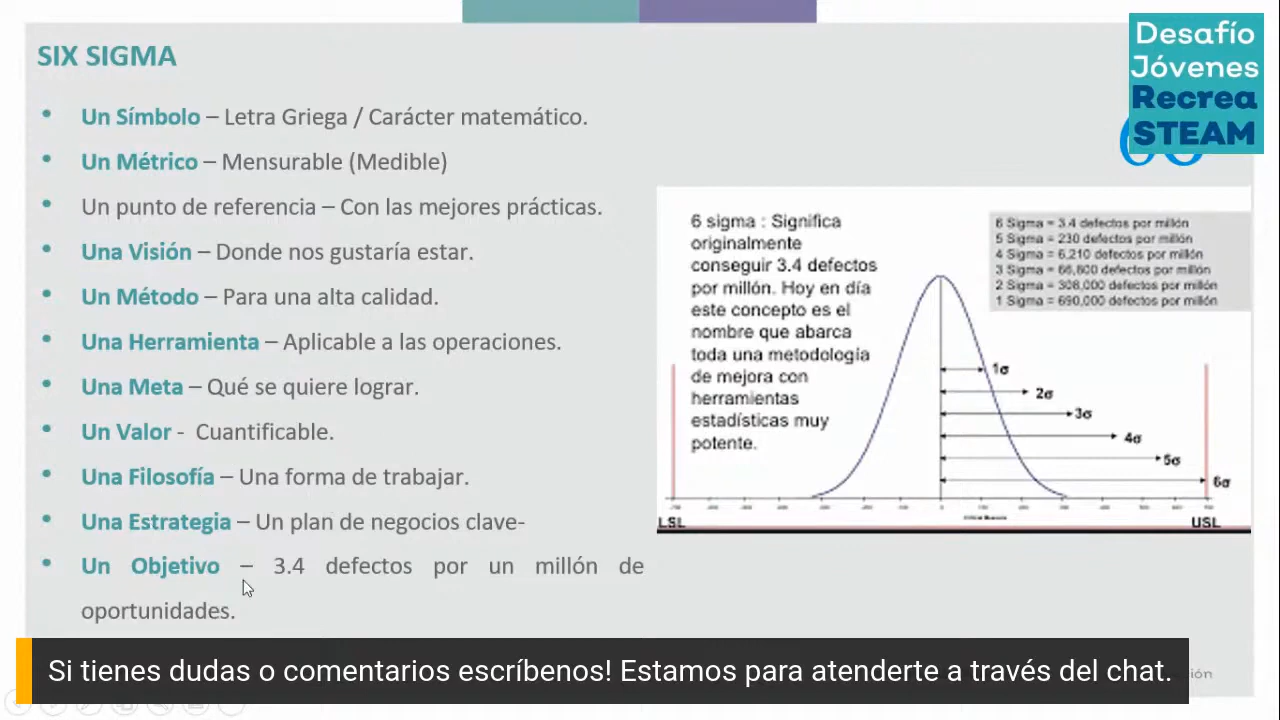 SIX SIGMA
• Un Símbolo – Letra Griega / Carácter matemático.
• Un Métrico – Mensurable (Medible)
• Un punto de referencia – Con las mejores prácticas.
• Una Visión – Donde nos gustaría estar.
• Un Método – Para una alta calidad.
• Una Herramienta – Aplicable a las operaciones.
• Una Meta – Qué se quiere lograr.
• Un Valor - Cuantificable.
• Una Filosofía – Una forma de trabajar.
• Una Estrategia – Un plan de negocios clave-
• Un Objetivo – 3.4 defectos por un millón de
oportunidades.
Desafío
Jóvenes
Recrea
STEAM
6 sigma : Significa
originalmente
conseguir 3.4 defectos
por millón. Hoy en día
este concepto es el
nombre que abarca
toda una metodología
de mejora con
herramientas
estadísticas muy
potente.
6 Sigma = 3.4 defectos por millón
5 Sigma = 230 defectos por millón
4 Sigma = 6,210 defectos por millón
3 Sigma = 66,800 defectos por millón
2 Sigma = 308,000 defectos por millón
1 Sigma = 690,000 defectos por millón
1σ
2σ
3σ
4σ
5σ
6σ
LSL
USL
Si tienes dudas o comentarios escríbenos! Estamos para atenderte a través del chat.